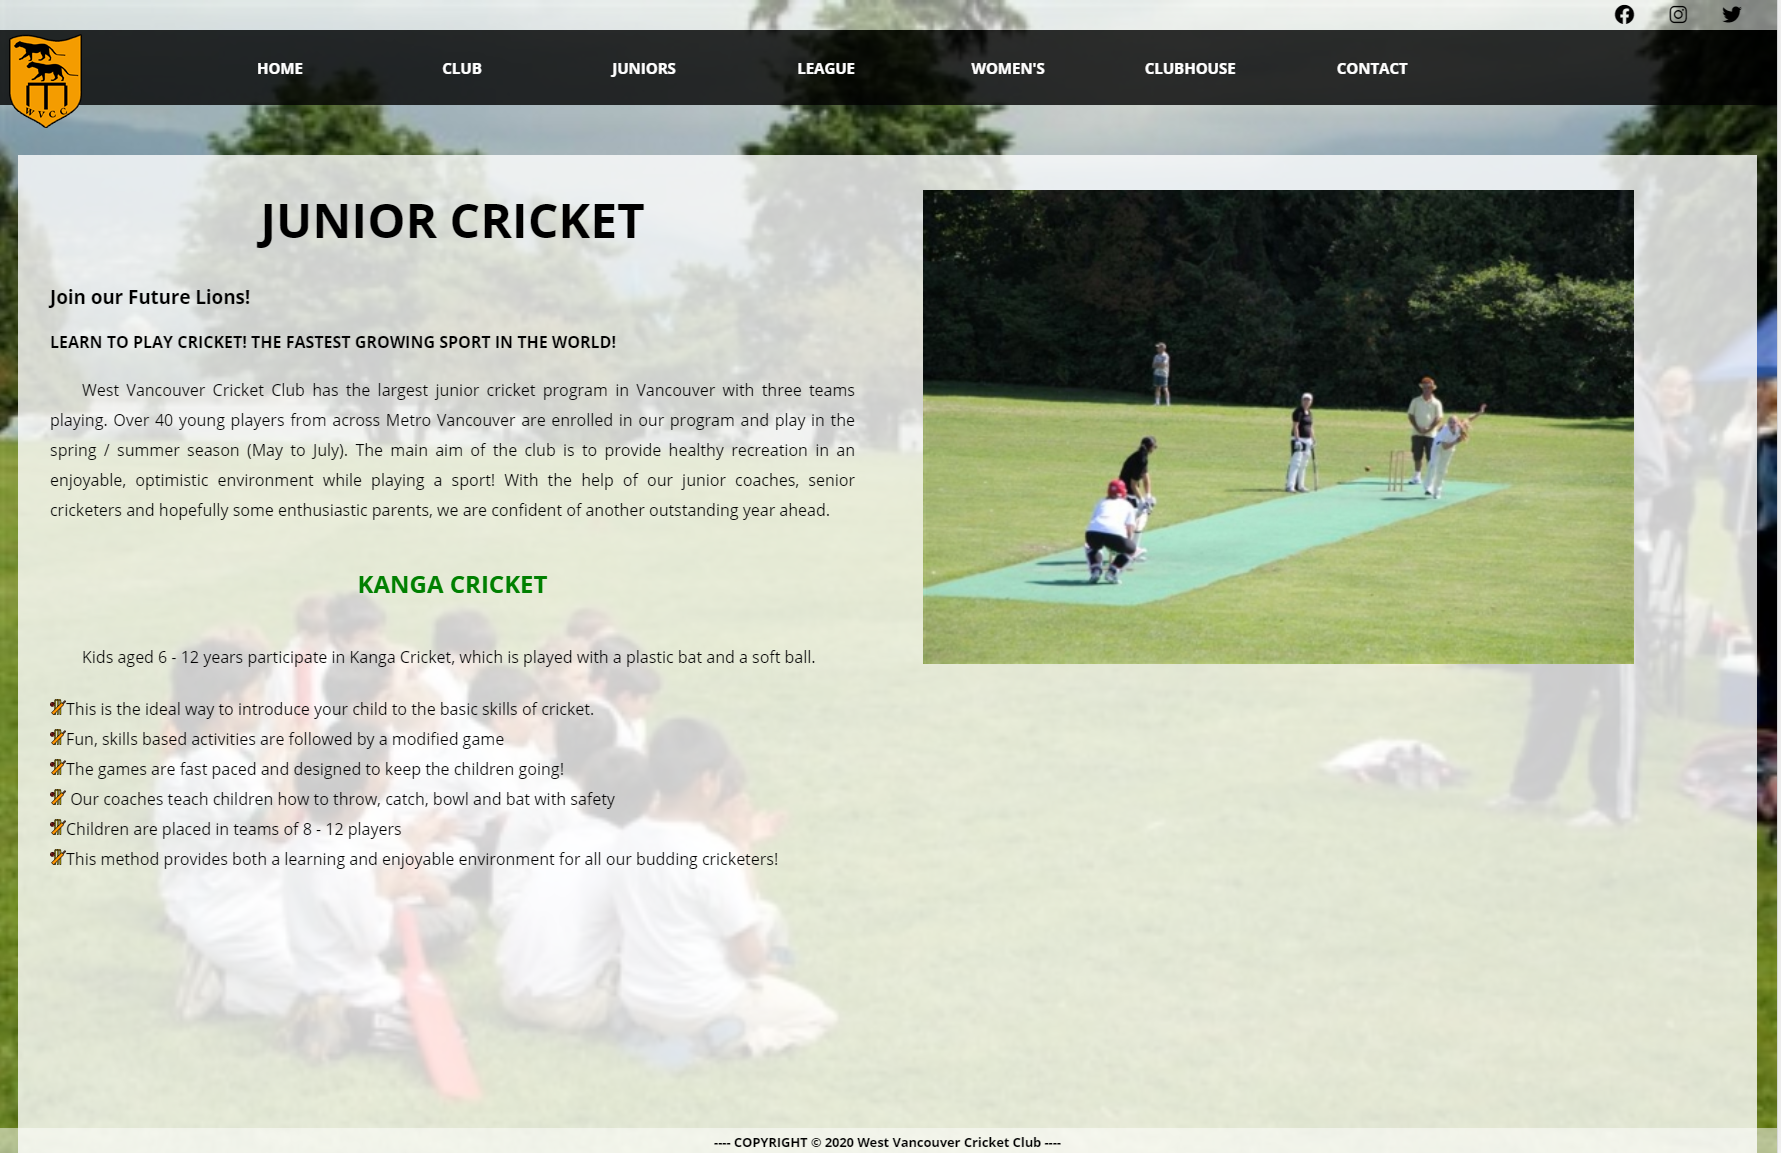 HOME CLUB JUNIORS LEAGUE WOMEN'S CLUBHOUSE CONTACT
WVCC
JUNIOR CRICKET
Join our Future Lions!
LEARN TO PLAY CRICKET! THE FASTEST GROWING SPORT IN THE WORLD!
West Vancouver Cricket Club has the largest junior cricket program in Vancouver with three teams
playing. Over 40 young players from across Metro Vancouver are enrolled in our program and play in the
spring / summer season (May to July). The main aim of the club is to provide healthy recreation in an
enjoyable, optimistic environment while playing a sport! With the help of our junior coaches, senior
cricketers and hopefully some enthusiastic parents, we are confident of another outstanding year ahead.
KANGA CRICKET
Kids aged 6 - 12 years participate in Kanga Cricket, which is played with a plastic bat and a soft ball.
This is the ideal way to introduce your child to the basic skills of cricket.
Fun, skills based activities are followed by a modified game
The games are fast paced and designed to keep the children going!
Our coaches teach children how to throw, catch, bowl and bat with safety
Children are placed in teams of 8 - 12 players
This method provides both a learning and enjoyable environment for all our budding cricketers!
---- COPYRIGHT © 2020 West Vancouver Cricket Club ----